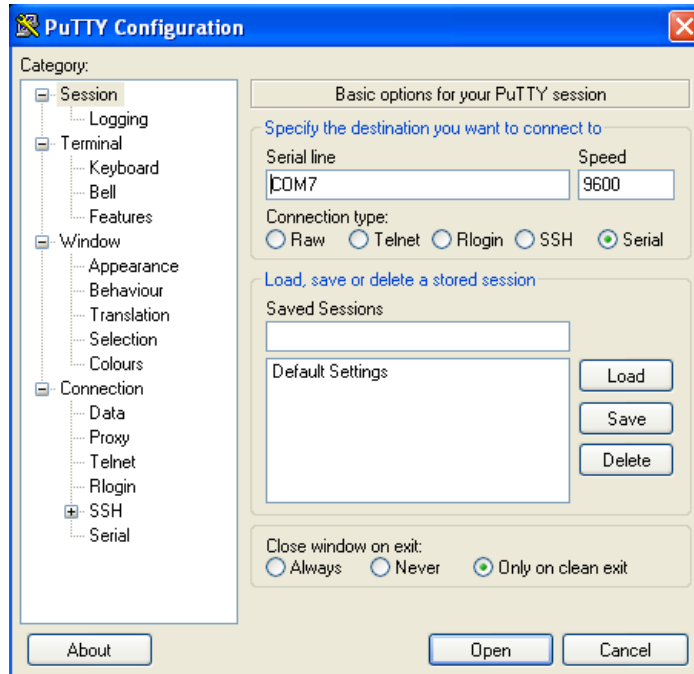 PuTTY Configuration
Category:
Session
Logging
Terminal
Keyboard
Bell
Features
Window
Appearance
Behaviour
Translation
Selection
Colours
Connection
Data
Proxy
Telnet
Rlogin
SSH
Serial
Basic options for your PuTTY session
Specify the destination you want to connect to
Serial line Speed
COM7 9600
Connection type:
Raw Telnet Rlogin SSH Serial
Load, save or delete a stored session
Saved Sessions
Default Settings
Load
Save
Delete
Close window on exit:
Always Never Only on clean exit
About Open Cancel